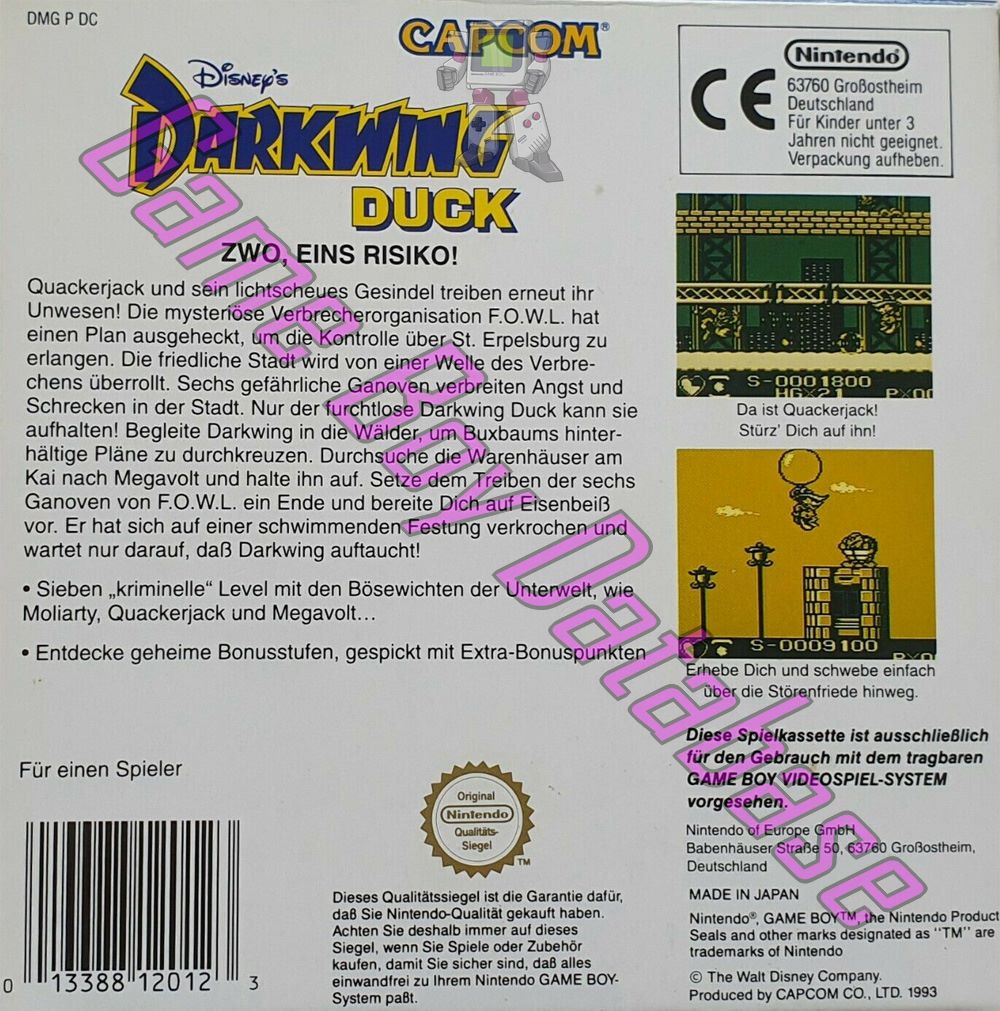 DMG P DC
CAPCOM®
Disney's
DARKWING
DUCK
ZWO, EINS RISIKO!
Quackerjack und sein lichtscheues Gesindel treiben erneut ihr
Unwesen! Die mysteriöse Verbrecherorganisation F.O.W.L. hat
einen Plan ausgeheckt, um die Kontrolle über St. Erpelsburg zu
erlangen. Die friedliche Stadt wird von einer Welle des Verbre-
chens überrollt. Sechs gefährliche Ganoven verbreiten Angst und
Schrecken in der Stadt. Nur der furchtlose Darkwing Duck kann sie
aufhalten! Begleite Darkwing in die Wälder, um Buxbaums hinter-
hältige Pläne zu durchkreuzen. Durchsuche die Warenhäuser am
Kai nach Megavolt und halte ihn auf. Setze dem Treiben der sechs
Ganoven von F.O.W.L. ein Ende und bereite Dich auf Eisenbeiß
vor. Er hat sich auf einer schwimmenden Festung verkrochen und
wartet nur darauf, daß Darkwing auftaucht!
• Sieben „kriminelle“ Level mit den Bösewichten der Unterwelt, wie
Moliarty, Quackerjack und Megavolt...
• Entdecke geheime Bonusstufen, gespickt mit Extra-Bonuspunkten
Für einen Spieler
0 13388 12012 3
Original
Nintendo
Qualitäts-
Siegel
TM
Dieses Qualitätssiegel ist die Garantie dafür,
daß Sie Nintendo-Qualität gekauft haben.
Achten Sie deshalb immer auf dieses
Siegel, wenn Sie Spiele oder Zubehör
kaufen, damit Sie sicher sind, daß alles
einwandfrei zu Ihrem Nintendo GAME BOY-
System paßt.
CE
Nintendo®
63760 Großostheim
Deutschland
Für Kinder unter 3
Jahren nicht geeignet.
Verpackung aufheben.
S-0001800
HG×21 P×00
Da ist Quackerjack!
Stürz' Dich auf ihn!
S-0009100
P×00
Erhebe Dich und schwebe einfach
über die Störenfriede hinweg.
Diese Spielkassette ist ausschließlich
für den Gebrauch mit dem tragbaren
GAME BOY VIDEOSPIEL-SYSTEM
vorgesehen.
Nintendo of Europe GmbH
Babenhäuser Straße 50, 63760 Großostheim,
Deutschland
MADE IN JAPAN
Nintendo®, GAME BOY™, the Nintendo Product
Seals and other marks designated as "TM" are
trademarks of Nintendo
© The Walt Disney Company.
Produced by CAPCOM CO., LTD. 1993
Game Boy Database